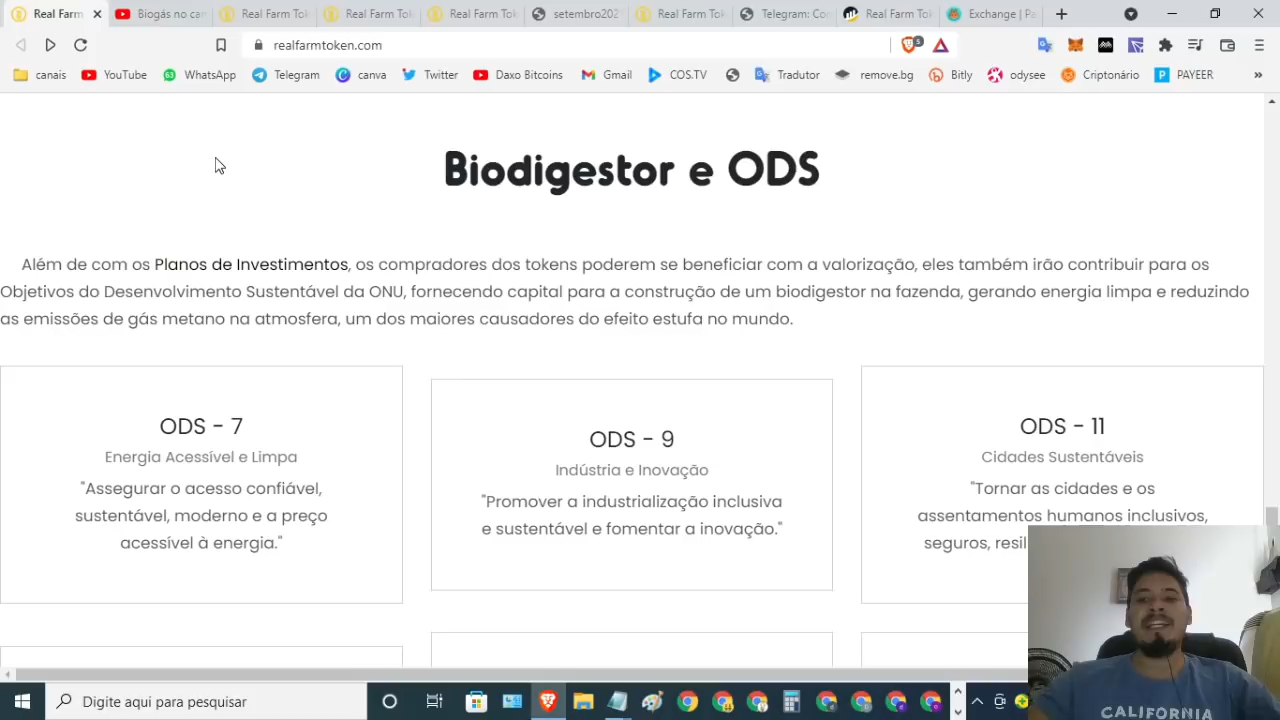 Real Farm
Biogás no can
Real Farm Tok
Real Farm Tok
Real Farm Tok
setembro202
Real Farm Tok
Telegram: Con
Real Farm Tok
Exchange | Pa
realfarmtoken.com
5
canais
YouTube
WhatsApp
Telegram
canva
Twitter
Daxo Bitcoins
Gmail
COS.TV
Tradutor
remove.bg
Bitly
odysee
Criptonário
PAYEER
Biodigestor e ODS
Além de com os Planos de Investimentos, os compradores dos tokens poderem se beneficiar com a valorização, eles também irão contribuir para os
Objetivos do Desenvolvimento Sustentável da ONU, fornecendo capital para a construção de um biodigestor na fazenda, gerando energia limpa e reduzindo
as emissões de gás metano na atmosfera, um dos maiores causadores do efeito estufa no mundo.
ODS - 7
Energia Acessível e Limpa
"Assegurar o acesso confiável,
sustentável, moderno e a preço
acessível à energia."
ODS - 9
Indústria e Inovação
"Promover a industrialização inclusiva
e sustentável e fomentar a inovação."
ODS - 11
Cidades Sustentáveis
"Tornar as cidades e os
assentamentos humanos inclusivos,
seguros, resil
CALIFORNIA
Digite aqui para pesquisar